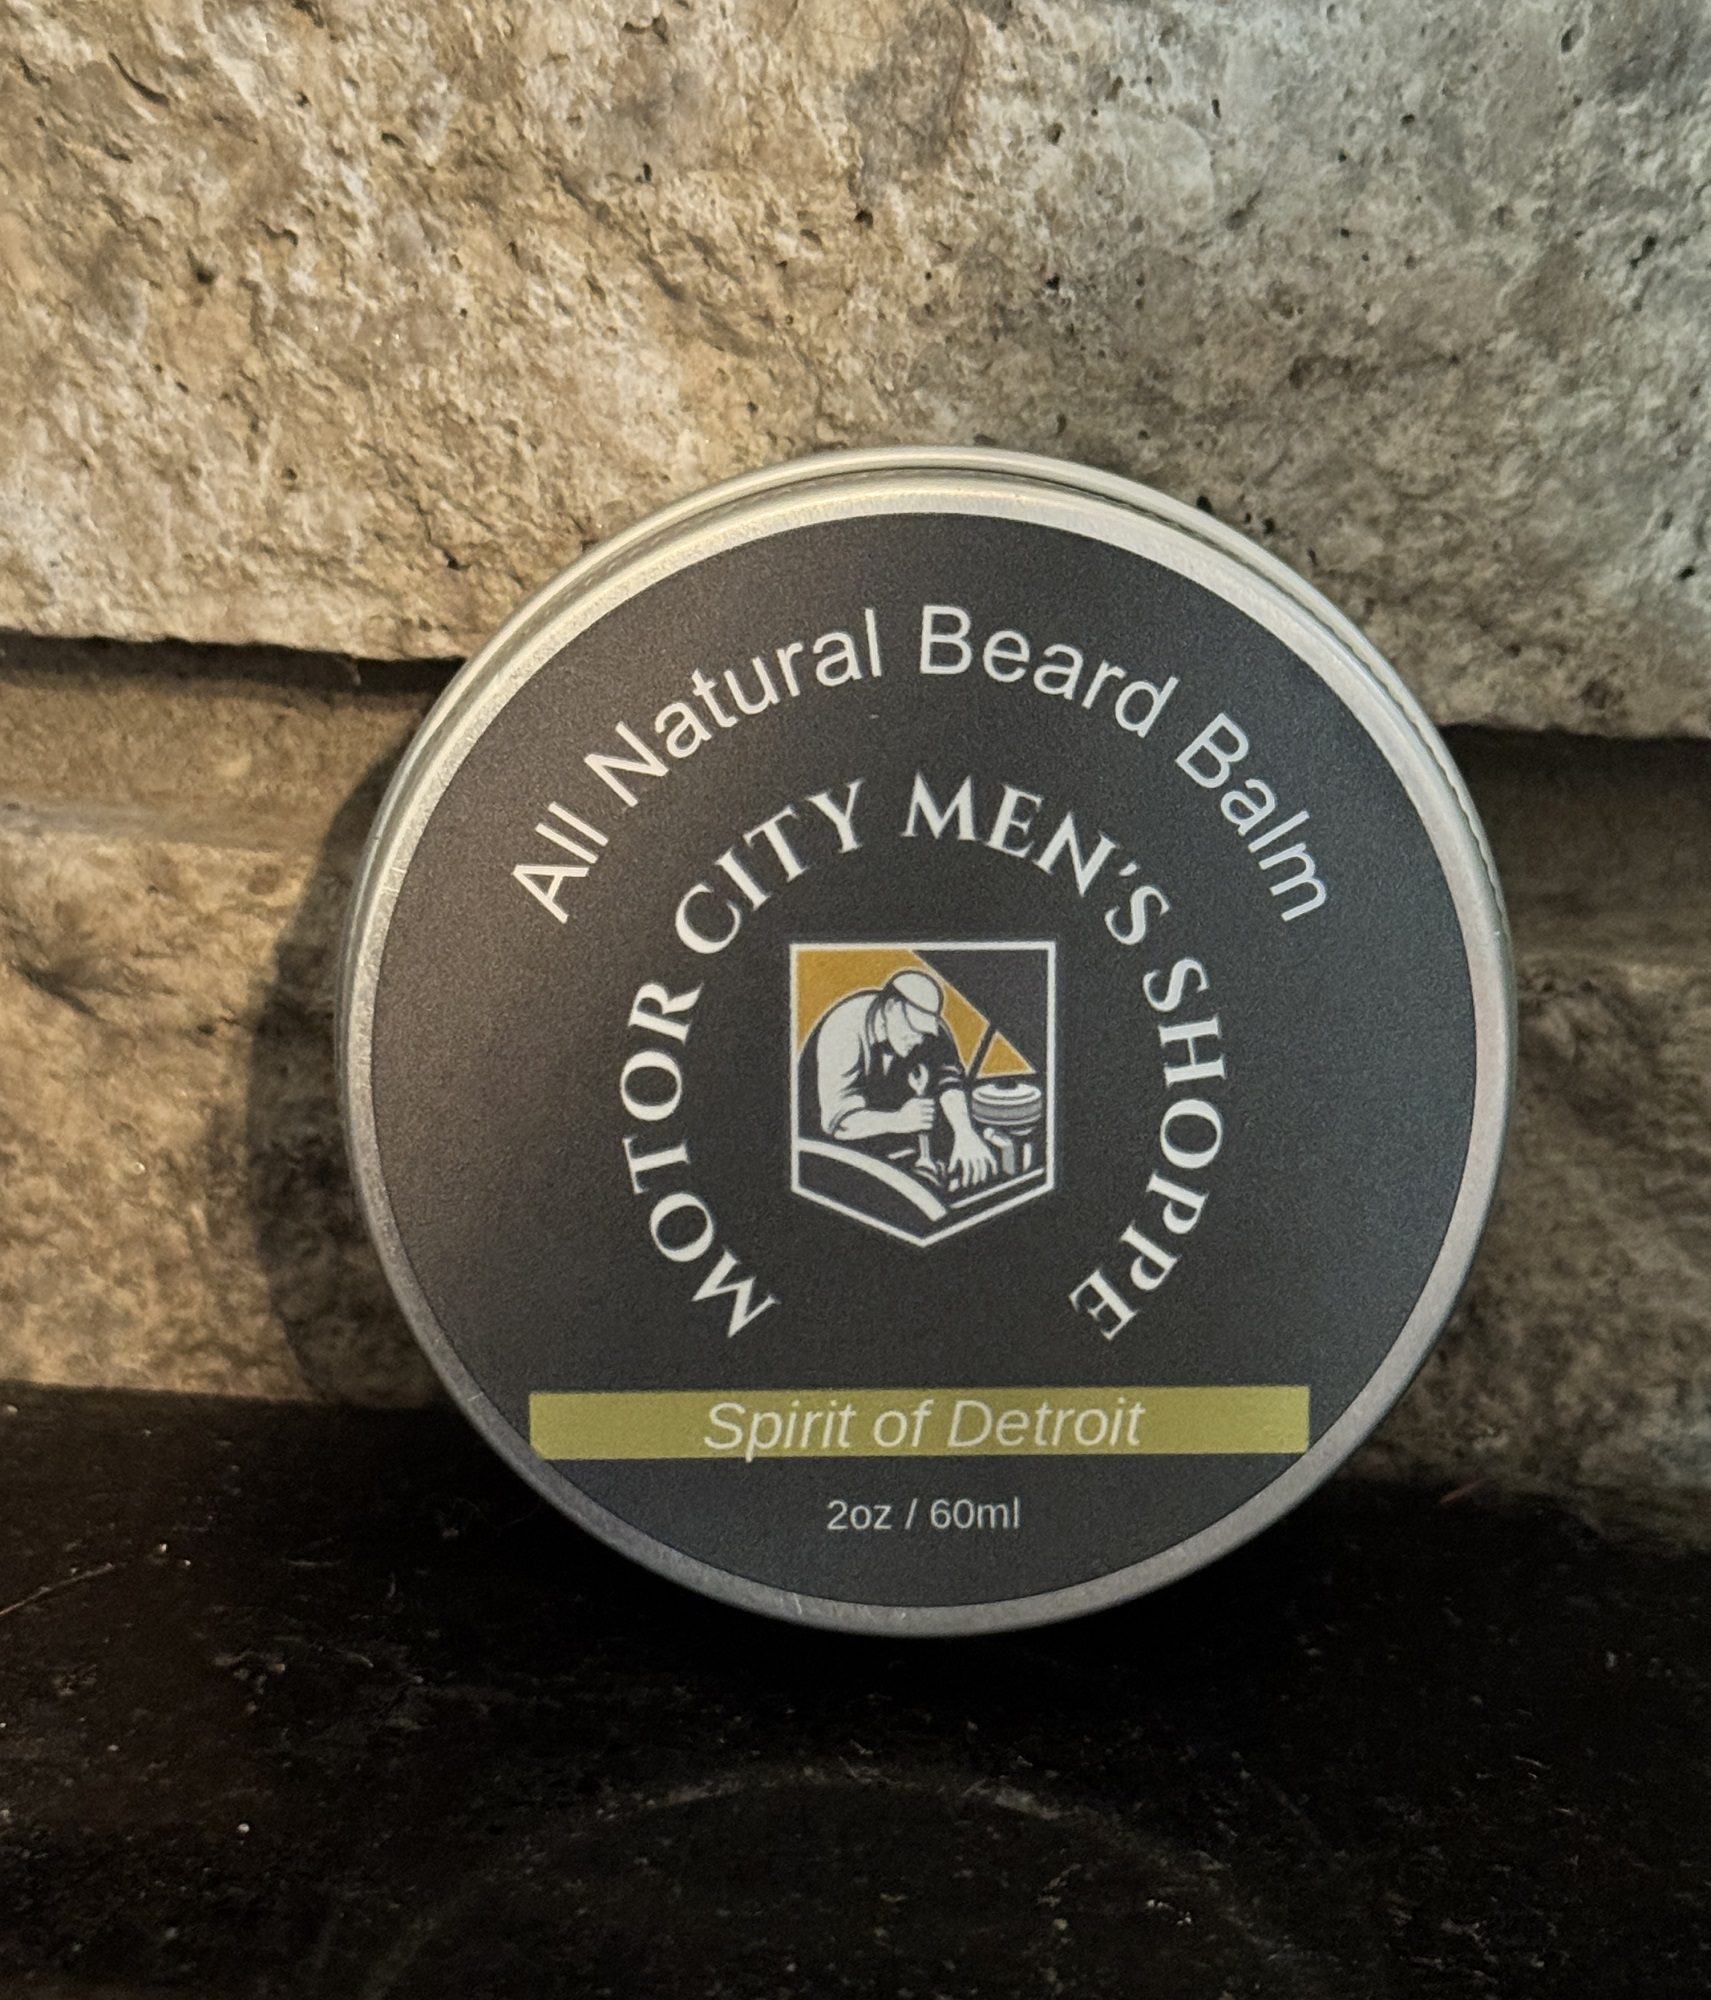 All Natural Beard Balm
MOTOR CITY MEN'S SHOPPE
Spirit of Detroit
2oz / 60ml